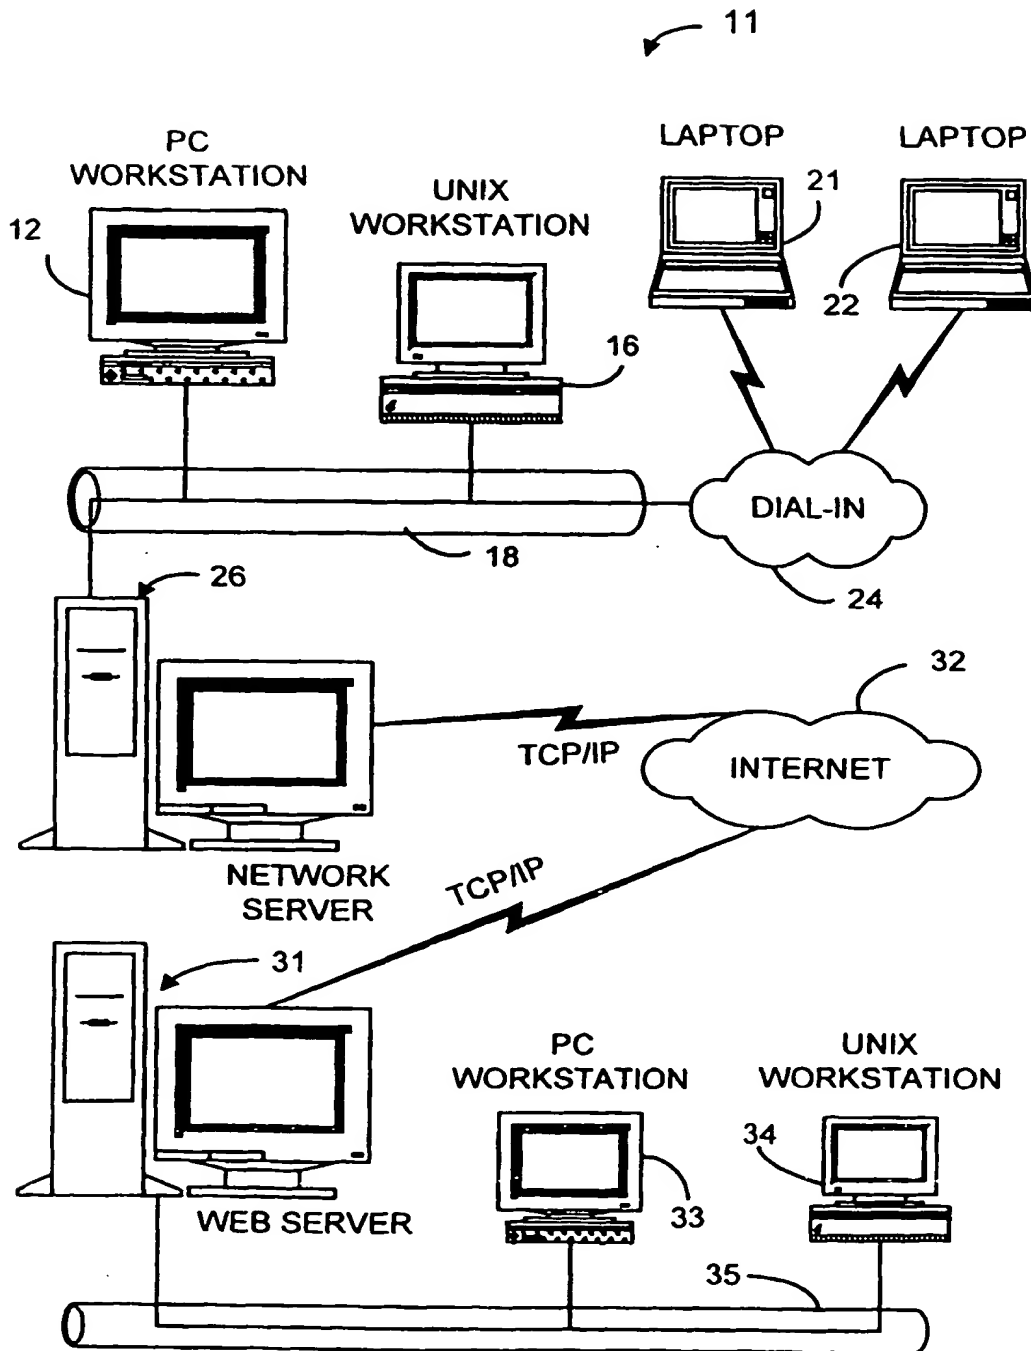 11
PC
WORKSTATION
12
UNIX
WORKSTATION
16
LAPTOP
21
LAPTOP
22
18
DIAL-IN
24
26
NETWORK
SERVER
TCP/IP
32
INTERNET
TCP/IP
31
WEB SERVER
PC
WORKSTATION
33
UNIX
WORKSTATION
34
35